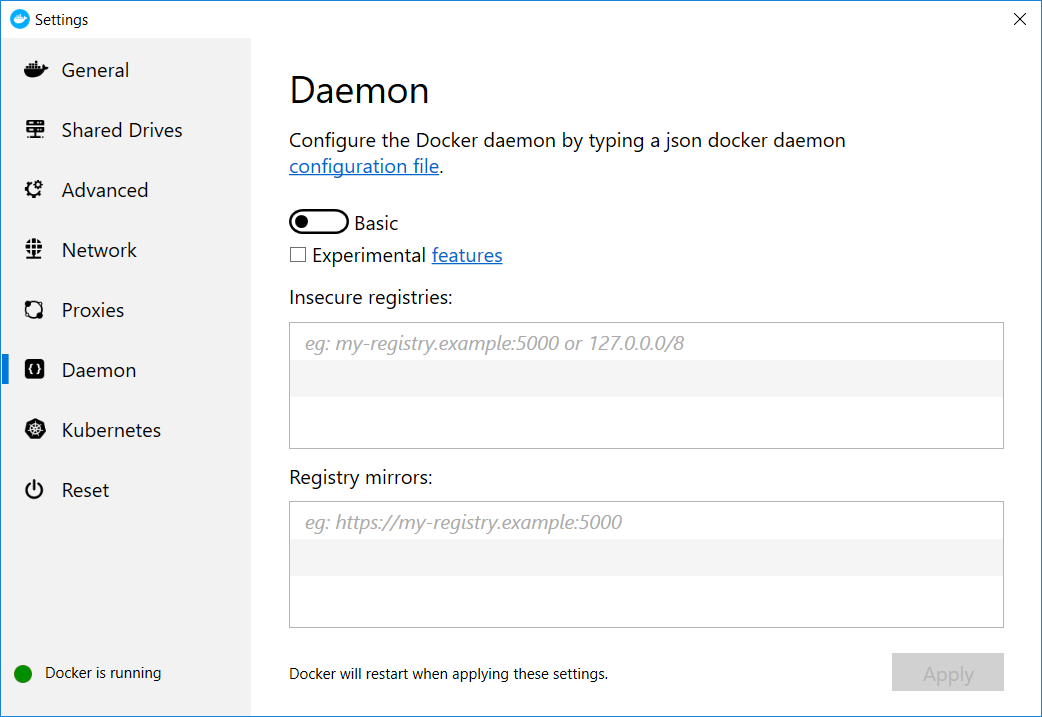 Settings
General
Shared Drives
Advanced
Network
Proxies
Daemon
Kubernetes
Reset
Docker is running
Daemon
Configure the Docker daemon by typing a json docker daemon
configuration file.
Basic
Experimental features
Insecure registries:
eg: my-registry.example:5000 or 127.0.0.0/8
Registry mirrors:
eg: https://my-registry.example:5000
Docker will restart when applying these settings.
Apply